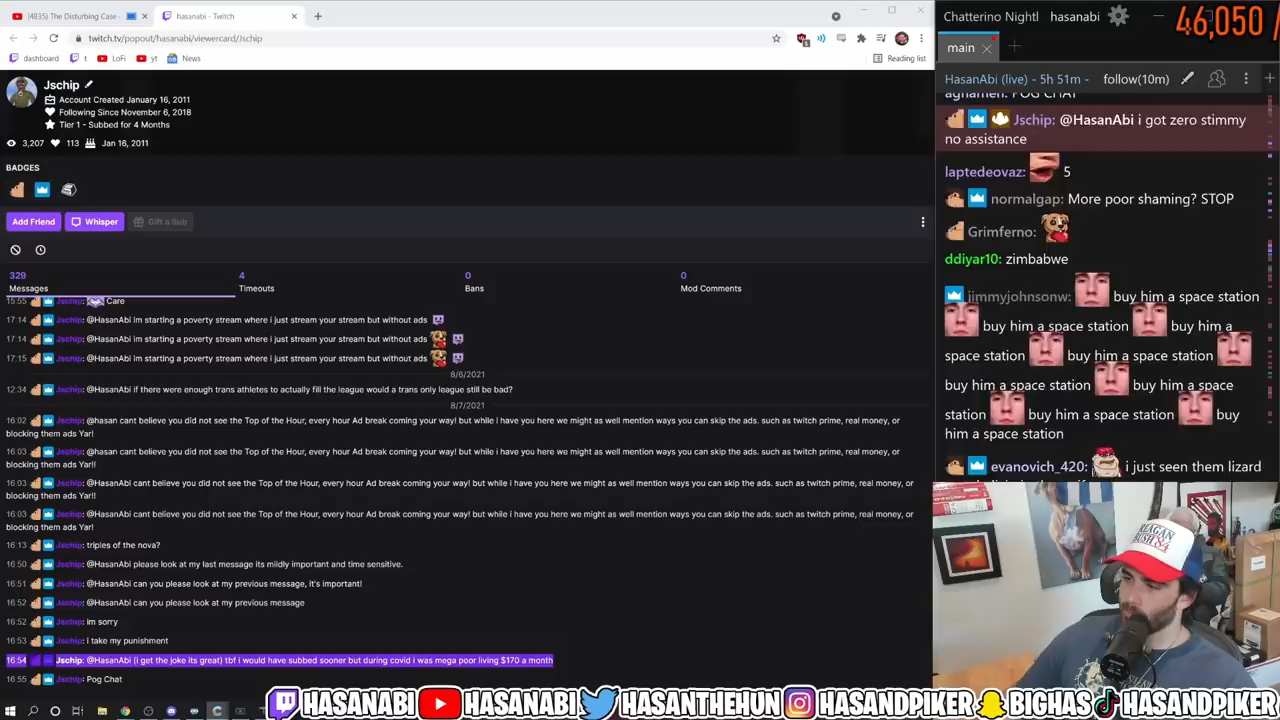 (4835) The Disturbing Case
hasanabi - Twitch
twitch.tv/popout/hasanabi/viewercard/Jschip
dashboard
t
LoFi
yt
News
Reading list
Jschip
Account Created January 16, 2011
Following Since November 6, 2018
Tier 1 - Subbed for 4 Months
3,207 113 Jan 16, 2011
BADGES
Add Friend
Whisper
Gift a Sub
329 4 0 0
Messages Timeouts Bans Mod Comments
15:55 Jschip: Care
17:14 Jschip: @HasanAbi im starting a poverty stream where i just stream your stream but without ads
17:14 Jschip: @HasanAbi im starting a poverty stream where i just stream your stream but without ads
17:15 Jschip: @HasanAbi im starting a poverty stream where i just stream your stream but without ads
8/6/2021
12:34 Jschip: @HasanAbi if there were enough trans athletes to actually fill the league would a trans only league still be bad?
8/7/2021
16:02 Jschip: @hasan cant believe you did not see the Top of the Hour, every hour Ad break coming your way! but while i have you here we might as well mention ways you can skip the ads. such as twitch prime, real money, or
blocking them ads Yar!
16:03 Jschip: @hasan cant believe you did not see the Top of the Hour, every hour Ad break coming your way! but while i have you here we might as well mention ways you can skip the ads. such as twitch prime, real money, or
blocking them ads Yar!!
16:03 Jschip: @HasanAbi cant believe you did not see the Top of the Hour, every hour Ad break coming your way! but while i have you here we might as well mention ways you can skip the ads. such as twitch prime, real money, or
blocking them ads Yar!!
16:03 Jschip: @HasanAbi cant believe you did not see the Top of the Hour, every hour Ad break coming your way! but while i have you here we might as well mention ways you can skip the ads. such as twitch prime, real money, or
blocking them ads Yar!
16:13 Jschip: triples of the nova?
16:50 Jschip: @HasanAbi please look at my last message its mildly important and time sensitive.
16:51 Jschip: @HasanAbi can you please look at my previous message, it's important!
16:52 Jschip: @HasanAbi can you please look at my previous message
16:52 Jschip: im sorry
16:53 Jschip: i take my punishment
16:54 Jschip: @HasanAbi (i get the joke its great) tbf i would have subbed sooner but during covid i was mega poor living $170 a month
16:55 Jschip: Pog Chat
Chatterino Nightl hasanabi
46,050 /
main
HasanAbi (live) - 5h 51m - follow(10m)
Jschip: @HasanAbi i got zero stimmy
no assistance
laptedeovaz: 5
normalgap: More poor shaming? STOP
Grimferno:
ddiyar10: zimbabwe
jimmyjohnsonw: buy him a space station
buy him a space station buy him a
space station buy him a space station
buy him a space station buy him a space
station buy him a space station buy
him a space station
evanovich_420: i just seen them lizard
HASANABI HASANABI HASANTHEHUN HASANDPIKER BIGHAS HASANDPIKER